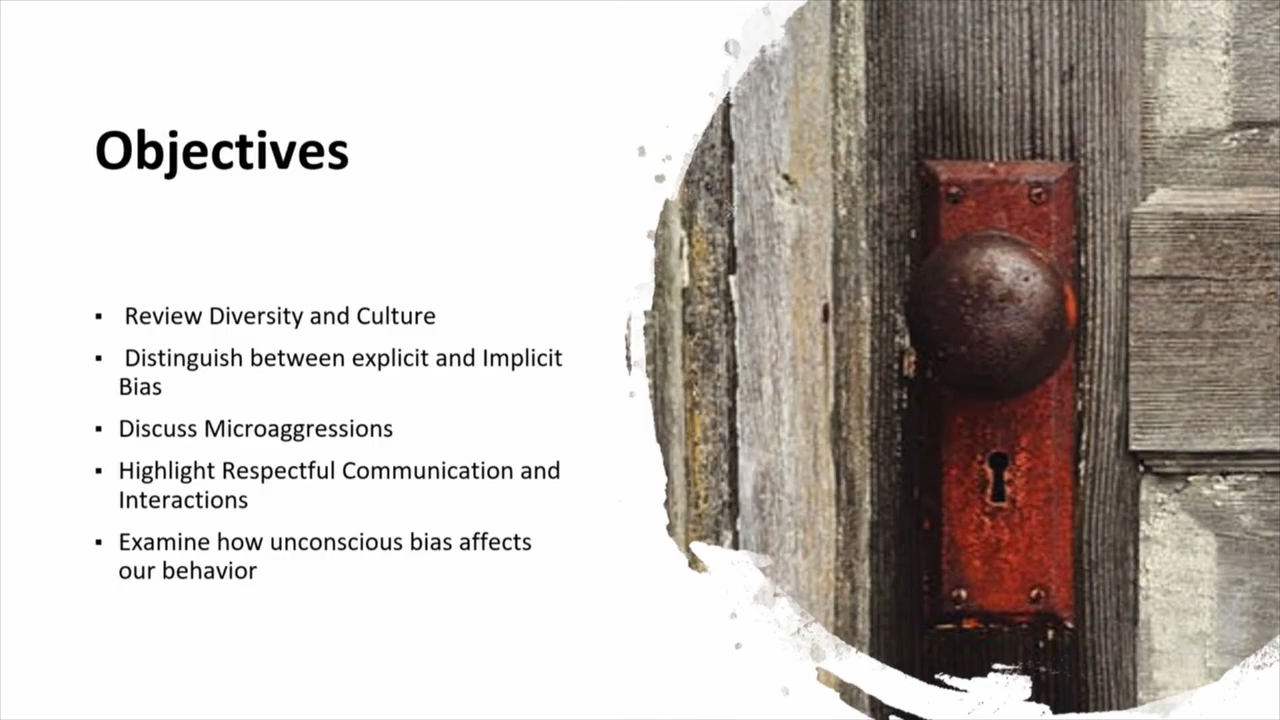 Objectives
▪ Review Diversity and Culture
▪ Distinguish between explicit and Implicit
Bias
▪ Discuss Microaggressions
▪ Highlight Respectful Communication and
Interactions
▪ Examine how unconscious bias affects
our behavior